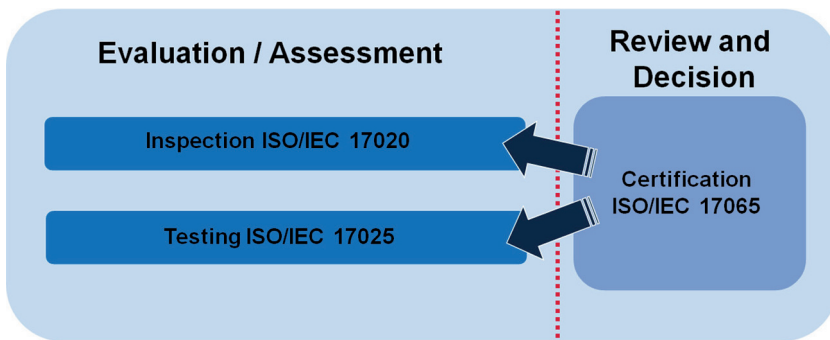 Evaluation / Assessment
Review and
Decision
Inspection ISO/IEC 17020
Certification
ISO/IEC 17065
Testing ISO/IEC 17025